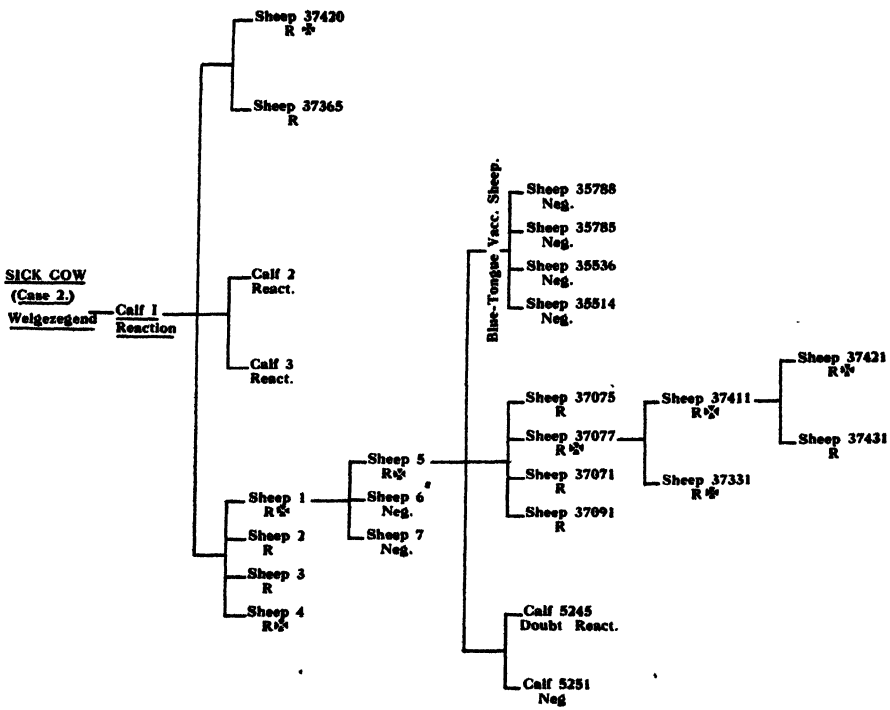 Sheep 37420
R ✠
Sheep 37365
R
SICK COW
(Case 2.)
Welgezegend
Calf I
Reaction
Calf 2
React.
Calf 3
React.
Sheep 1
R✠
Sheep 2
R
Sheep 3
R
Sheep 4
R✠
Sheep 5
R✠
Sheep 6
Neg.
Sheep 7
Neg.
Blue-Tongue Vacc. Sheep.
Sheep 35788
Neg.
Sheep 35785
Neg.
Sheep 35536
Neg.
Sheep 35514
Neg.
Sheep 37075
R
Sheep 37077
R✠
Sheep 37071
R
Sheep 37091
R
Calf 5245
Doubt React.
Calf 5251
Neg
Sheep 37411
R✠
Sheep 37331
R✠
Sheep 37421
R✠
Sheep 37431
R